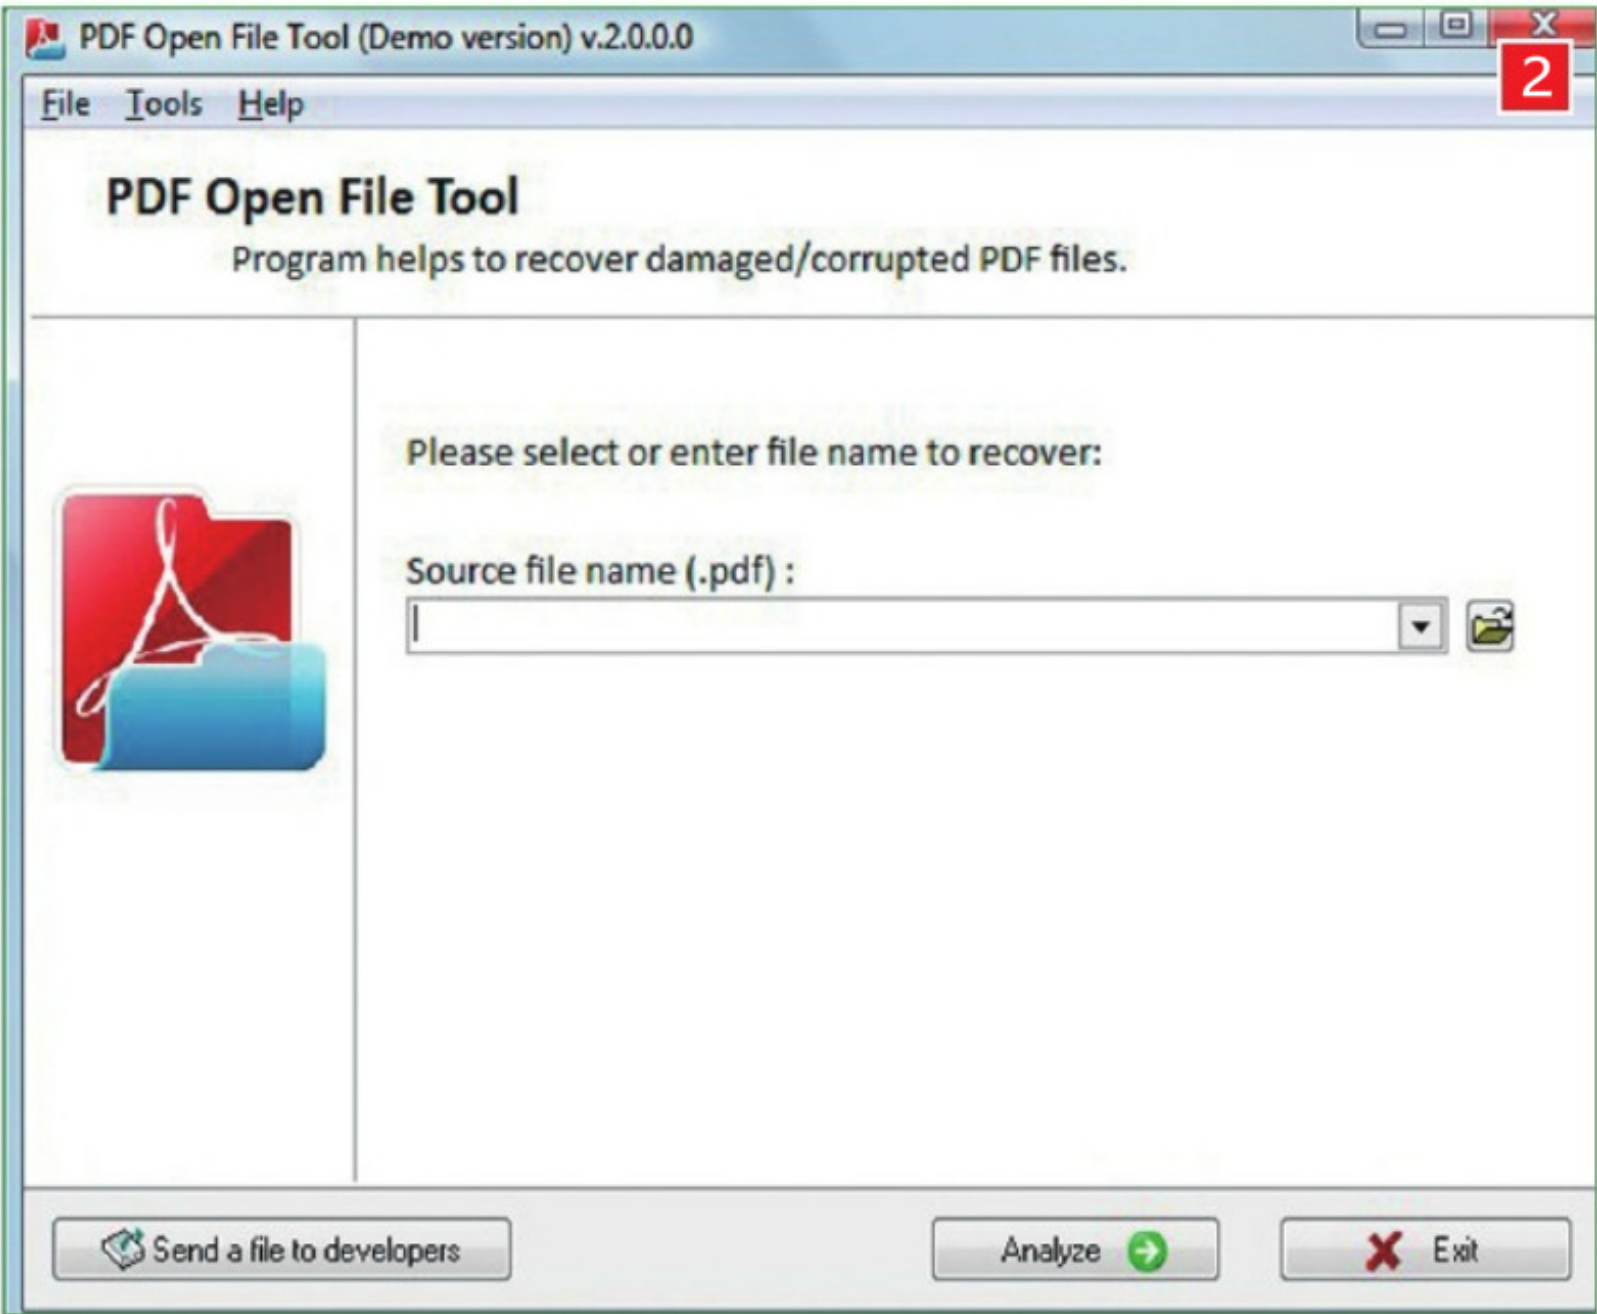 PDF Open File Tool (Demo version) v.2.0.0.0
2
File Tools Help
PDF Open File Tool
Program helps to recover damaged/corrupted PDF files.
Please select or enter file name to recover:
Source file name (.pdf) :
Send a file to developers
Analyze
Exit